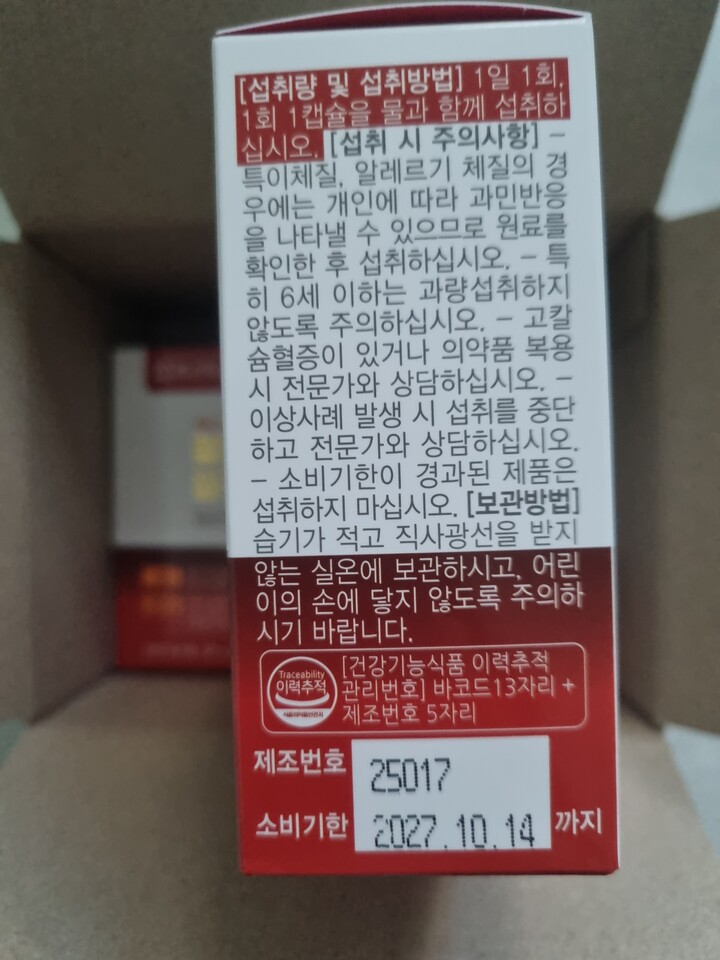 [섭취량 및 섭취방법] 1일 1회,
1회 1캡슐을 물과 함께 섭취하
십시오. [섭취 시 주의사항] –
특이체질, 알레르기 체질의 경
우에는 개인에 따라 과민반응
을 나타낼 수 있으므로 원료를
확인한 후 섭취하십시오. – 특
히 6세 이하는 과량섭취하지
않도록 주의하십시오. – 고칼
슘혈증이 있거나 의약품 복용
시 전문가와 상담하십시오. –
이상사례 발생 시 섭취를 중단
하고 전문가와 상담하십시오.
– 소비기한이 경과된 제품은
섭취하지 마십시오. [보관방법]
습기가 적고 직사광선을 받지
않는 실온에 보관하시고, 어린
이의 손에 닿지 않도록 주의하
시기 바랍니다.
Traceability
이력추적
식품의약품안전처
[건강기능식품 이력추적
관리번호] 바코드13자리 +
제조번호 5자리
제조번호 25017
소비기한 2027.10.14 까지